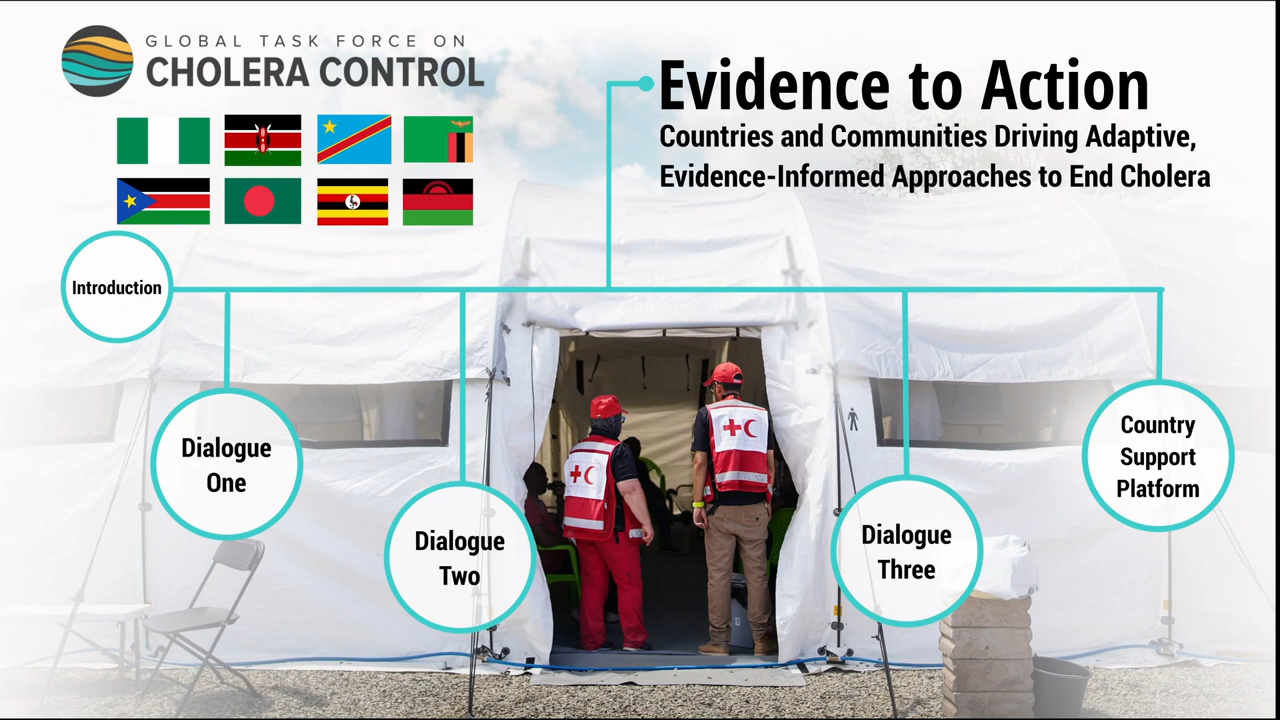 GLOBAL TASK FORCE ON
CHOLERA CONTROL
Evidence to Action
Countries and Communities Driving Adaptive,
Evidence-Informed Approaches to End Cholera
Introduction
Dialogue
One
Dialogue
Two
Dialogue
Three
Country
Support
Platform